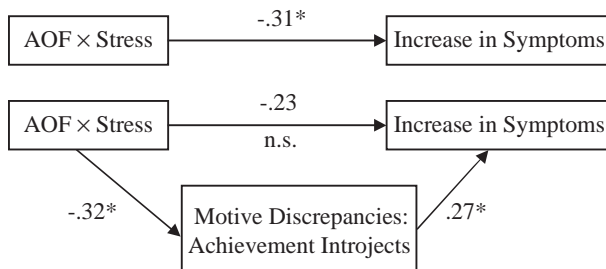 -.31*
AOF × Stress
Increase in Symptoms
-.23
AOF × Stress
Increase in Symptoms
n.s.
-.32*
Motive Discrepancies:
Achievement Introjects
.27*